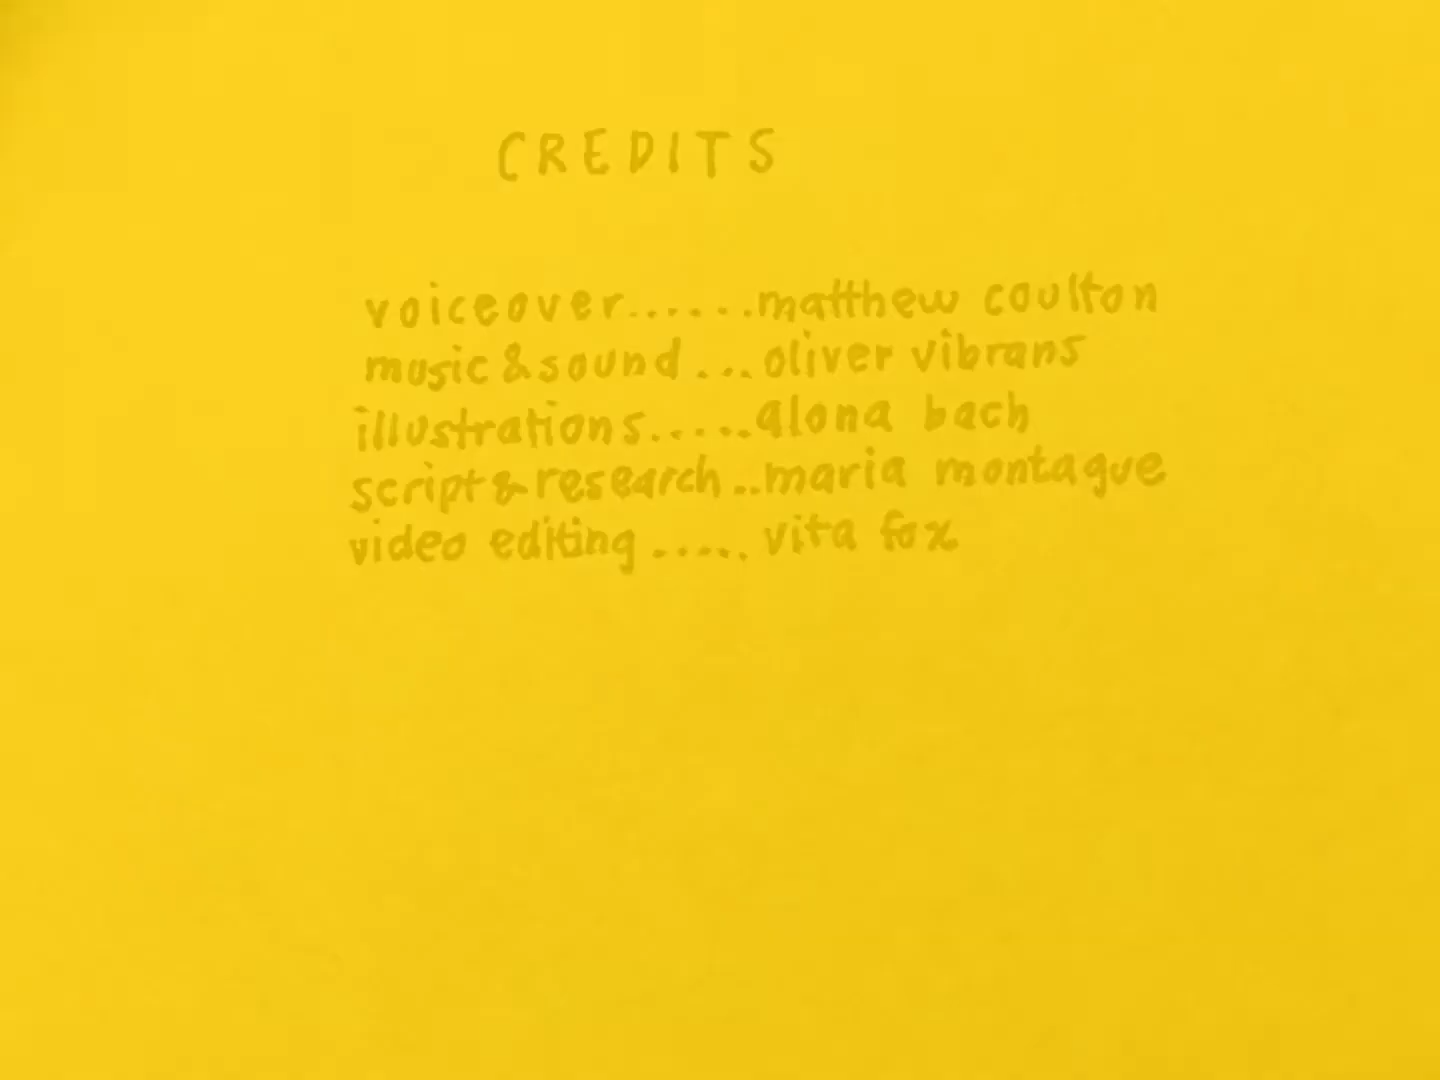 CREDITS
voiceover......matthew coulton
music & sound...oliver vibrans
illustrations.....alona bach
script & research..maria montague
video editing.....vita fox